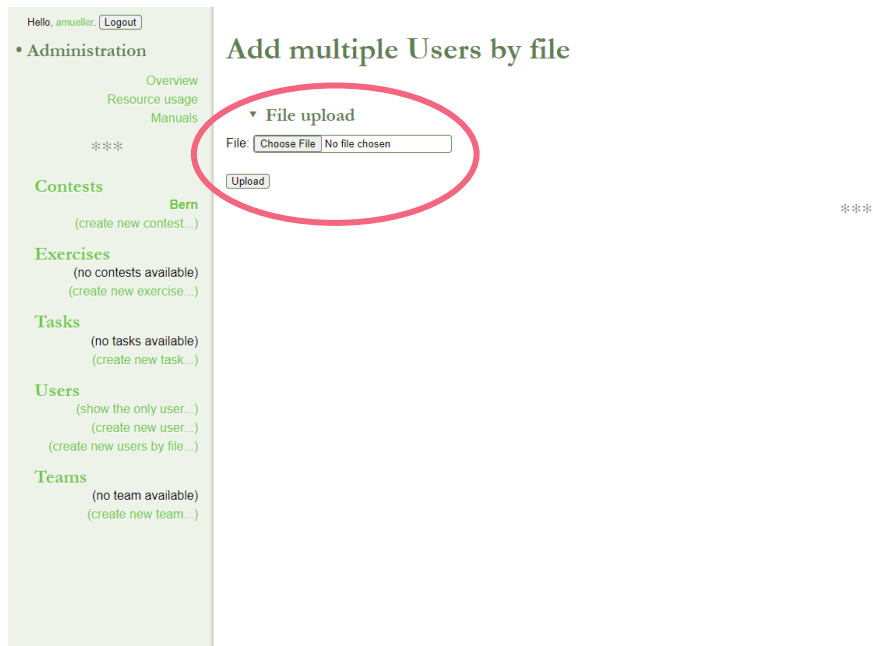 Hello, amueller. Logout
• Administration
Overview
Resource usage
Manuals
***
Contests
Bern
(create new contest...)
Exercises
(no contests available)
(create new exercise...)
Tasks
(no tasks available)
(create new task...)
Users
(show the only user...)
(create new user...)
(create new users by file...)
Teams
(no team available)
(create new team...)
Add multiple Users by file
▼ File upload
File: Choose File No file chosen
Upload
***